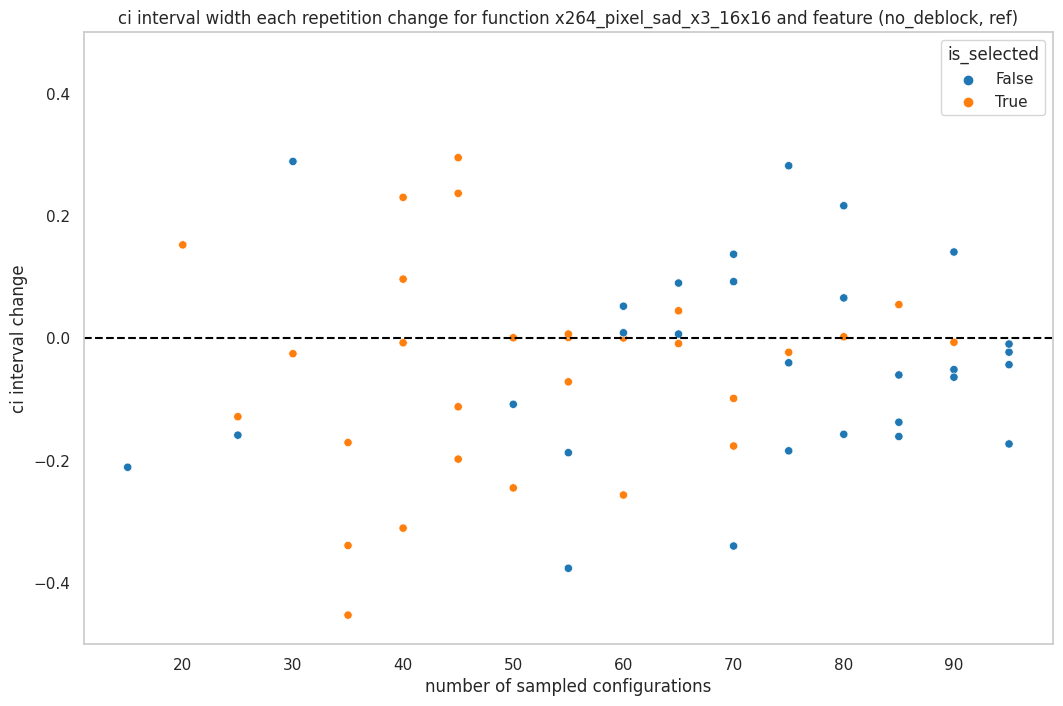 ci interval width each repetition change for function x264_pixel_sad_x3_16x16 and feature (no_deblock, ref)
is_selected
False
True
ci interval change
0.4
0.2
0.0
−0.2
−0.4
20 30 40 50 60 70 80 90
number of sampled configurations